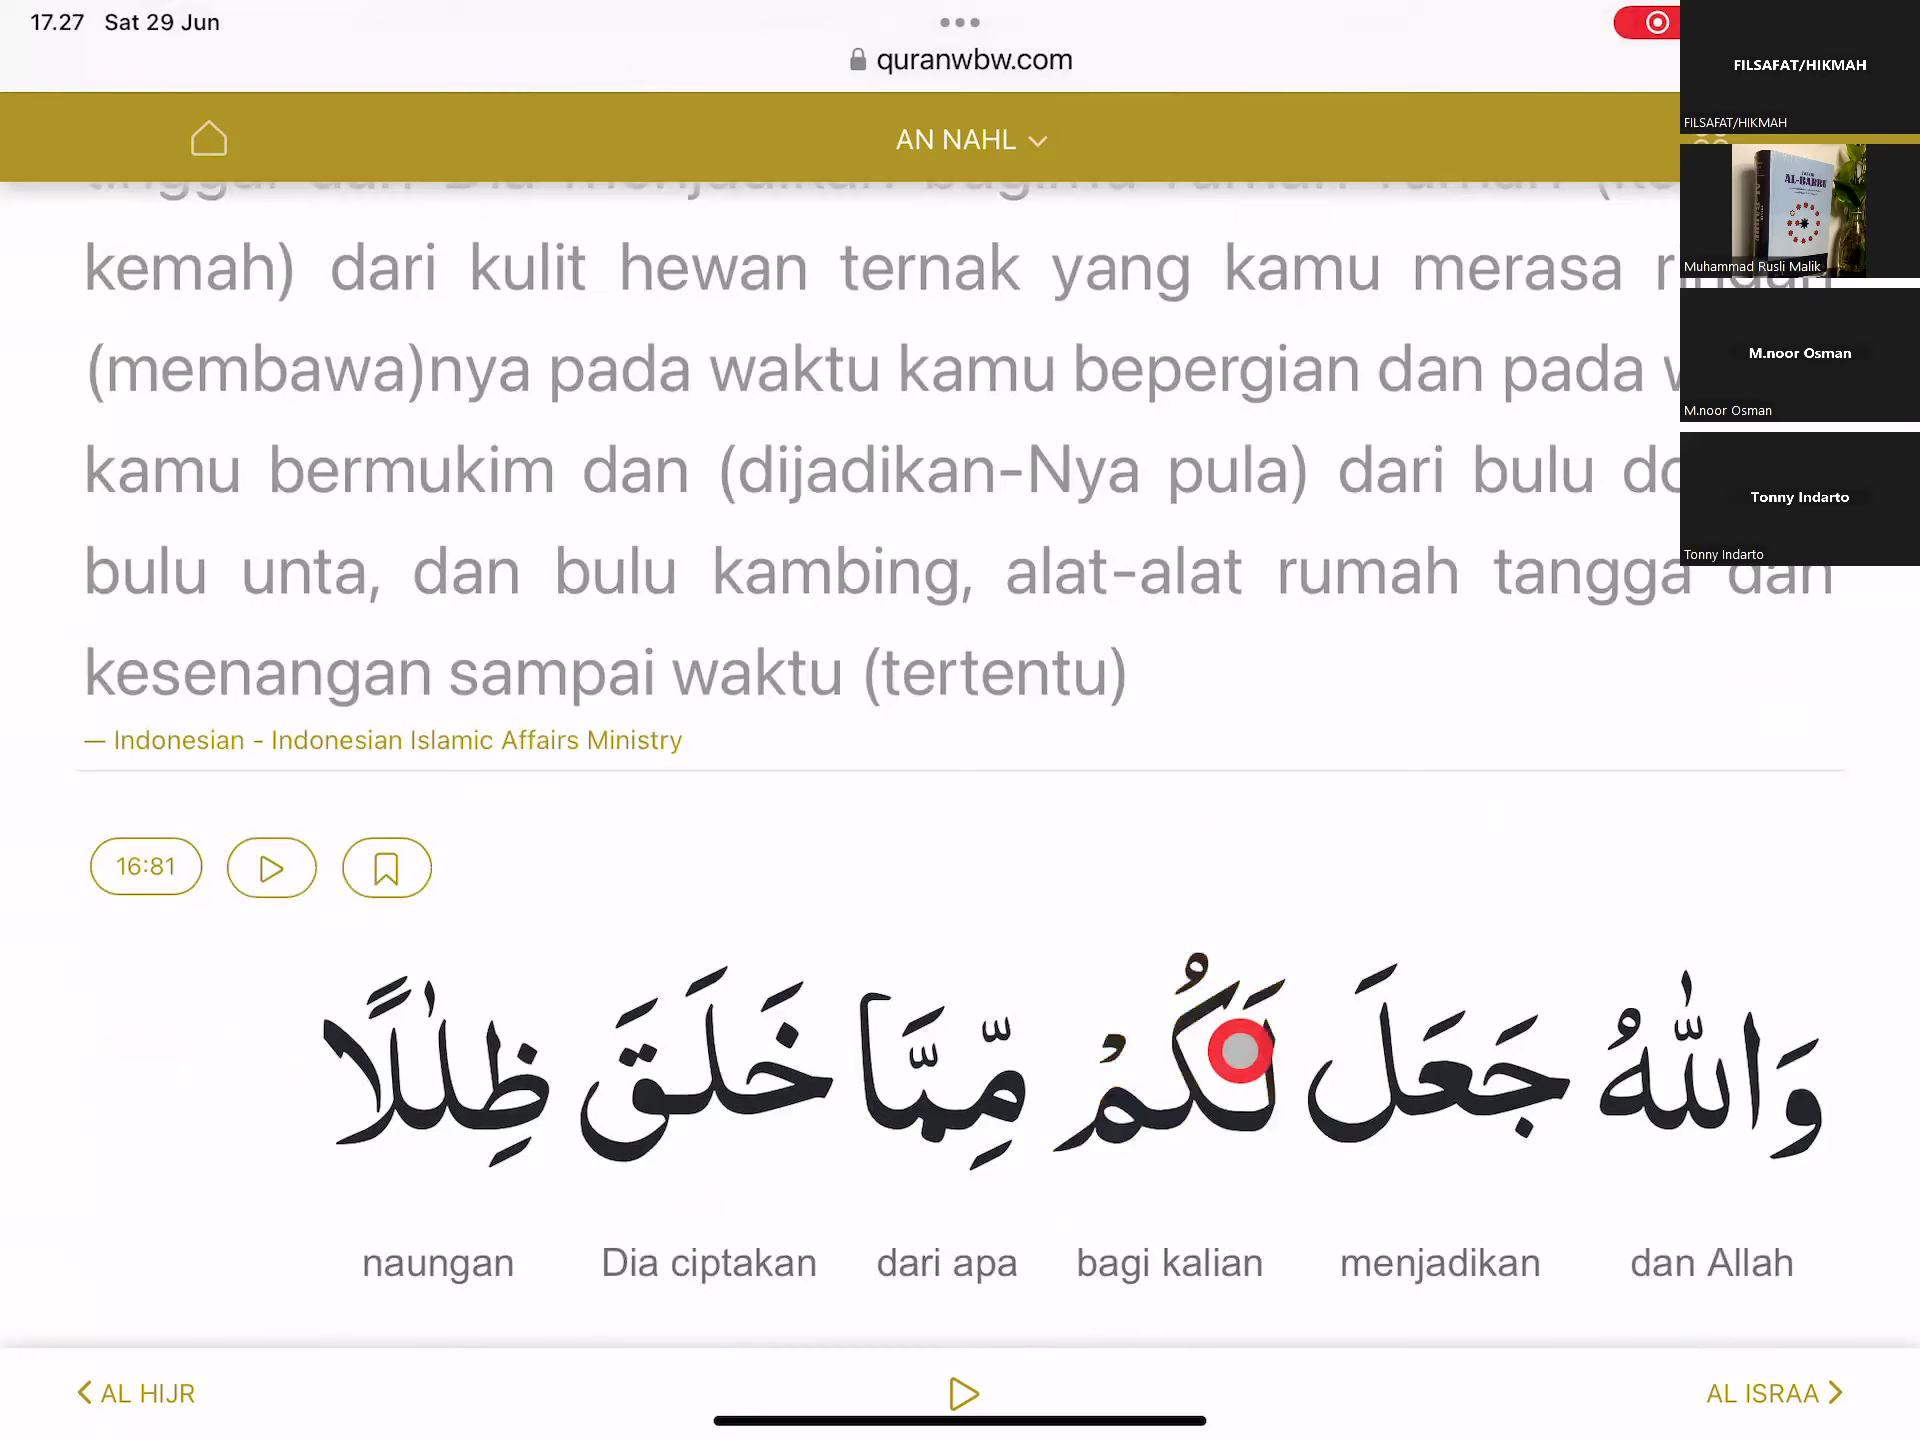 17.27 Sat 29 Jun
quranwbw.com
AN NAHL
kemah) dari kulit hewan ternak yang kamu merasa
(membawa)nya pada waktu kamu bepergian dan pada
kamu bermukim dan (dijadikan-Nya pula) dari bulu
bulu unta, dan bulu kambing, alat-alat rumah tangga dan
kesenangan sampai waktu (tertentu)
— Indonesian - Indonesian Islamic Affairs Ministry
16:81
وَاللّٰهُ جَعَلَ لَكُمْ مِّمَّا خَلَقَ ظِلٰلًا
naungan Dia ciptakan dari apa bagi kalian menjadikan dan Allah
AL HIJR
AL ISRAA
FILSAFAT/HIKMAH
FILSAFAT/HIKMAH
AL-BARRU
Muhammad Rusli Malik
M.noor Osman
M.noor Osman
Tonny Indarto
Tonny Indarto